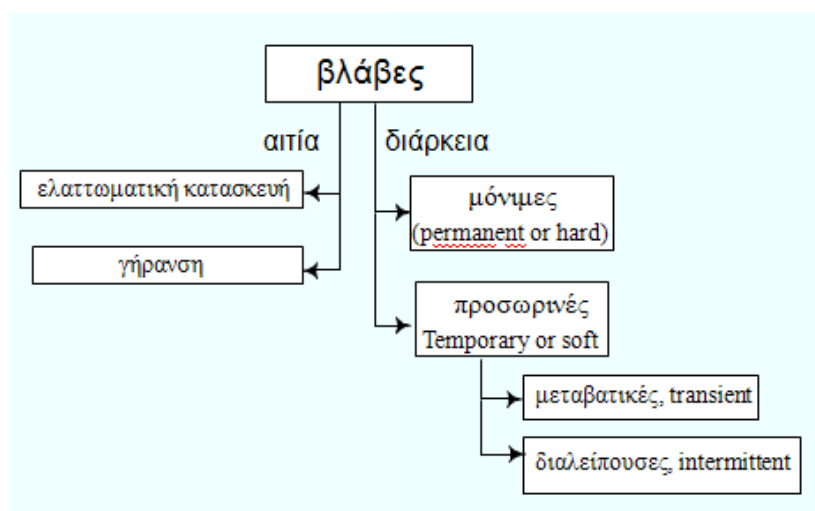 βλάβες
αιτία
διάρκεια
ελαττωματική κατασκευή
γήρανση
μόνιμες
(permanent or hard)
προσωρινές
Temporary or soft
μεταβατικές, transient
διαλείπουσες, intermittent